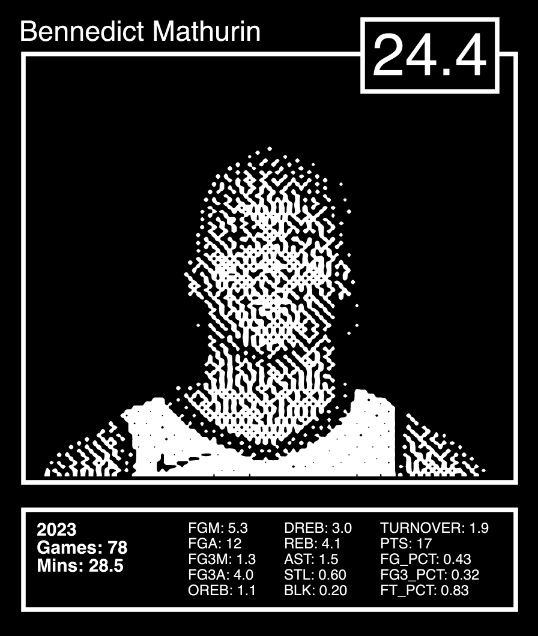 Bennedict Mathurin
24.4
2023
Games: 78
Mins: 28.5
FGM: 5.3
FGA: 12
FG3M: 1.3
FG3A: 4.0
OREB: 1.1
DREB: 3.0
REB: 4.1
AST: 1.5
STL: 0.60
BLK: 0.20
TURNOVER: 1.9
PTS: 17
FG_PCT: 0.43
FG3_PCT: 0.32
FT_PCT: 0.83